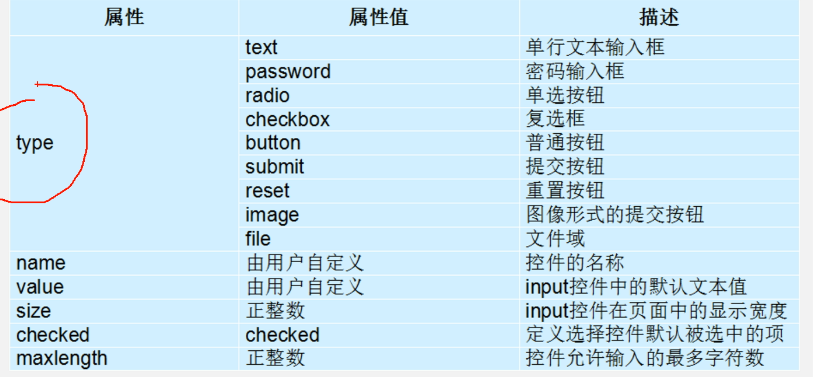 属性 属性值 描述
text 单行文本输入框
password 密码输入框
radio 单选按钮
checkbox 复选框
type button 普通按钮
submit 提交按钮
reset 重置按钮
image 图像形式的提交按钮
file 文件域
name 由用户自定义 控件的名称
value 由用户自定义 input控件中的默认文本值
size 正整数 input控件在页面中的显示宽度
checked checked 定义选择控件默认被选中的项
maxlength 正整数 控件允许输入的最多字符数